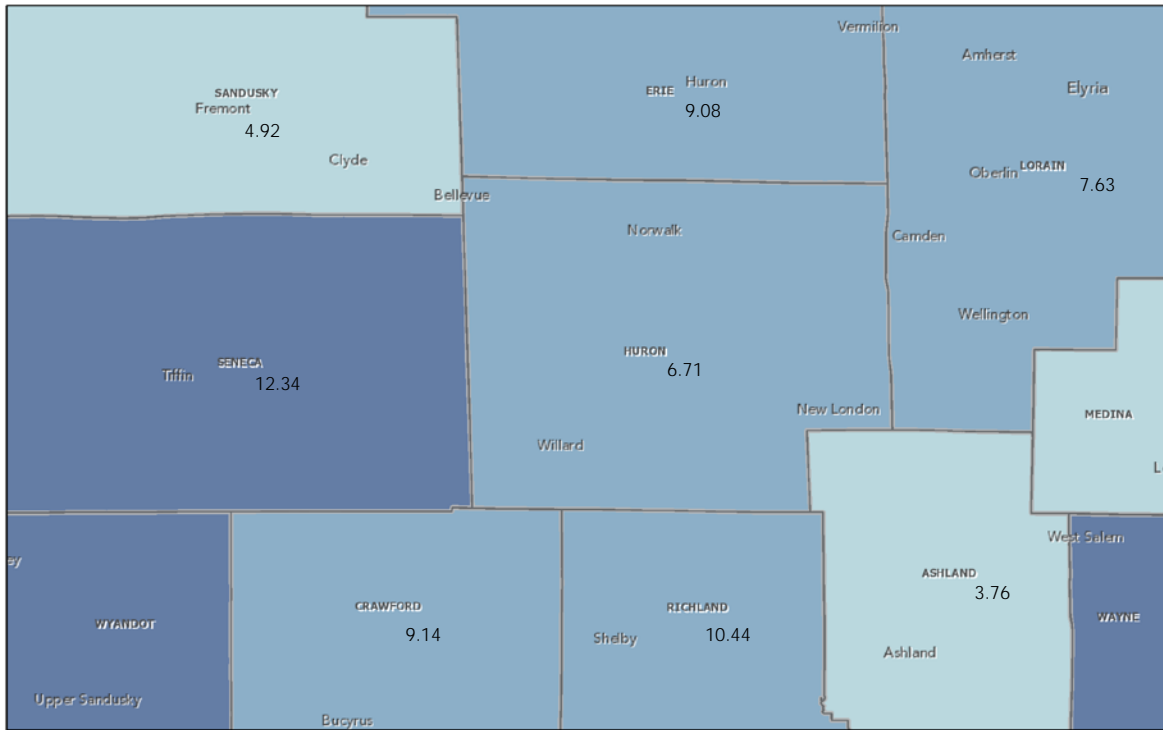 Vermilion
Amherst
Huron
Elyria
SANDUSKY
ERIE
Fremont
9.08
4.92
Clyde
LORAIN
Oberlin
7.63
Bellevue
Norwalk
Camden
Wellington
HURON
SENECA
6.71
Tiffin
12.34
New London
MEDINA
Willard
L
West Salem
ey
ASHLAND
3.76
CRAWFORD
RICHLAND
WAYNE
WYANDOT
9.14
Shelby
10.44
Ashland
Upper Sandusky
Bucyrus